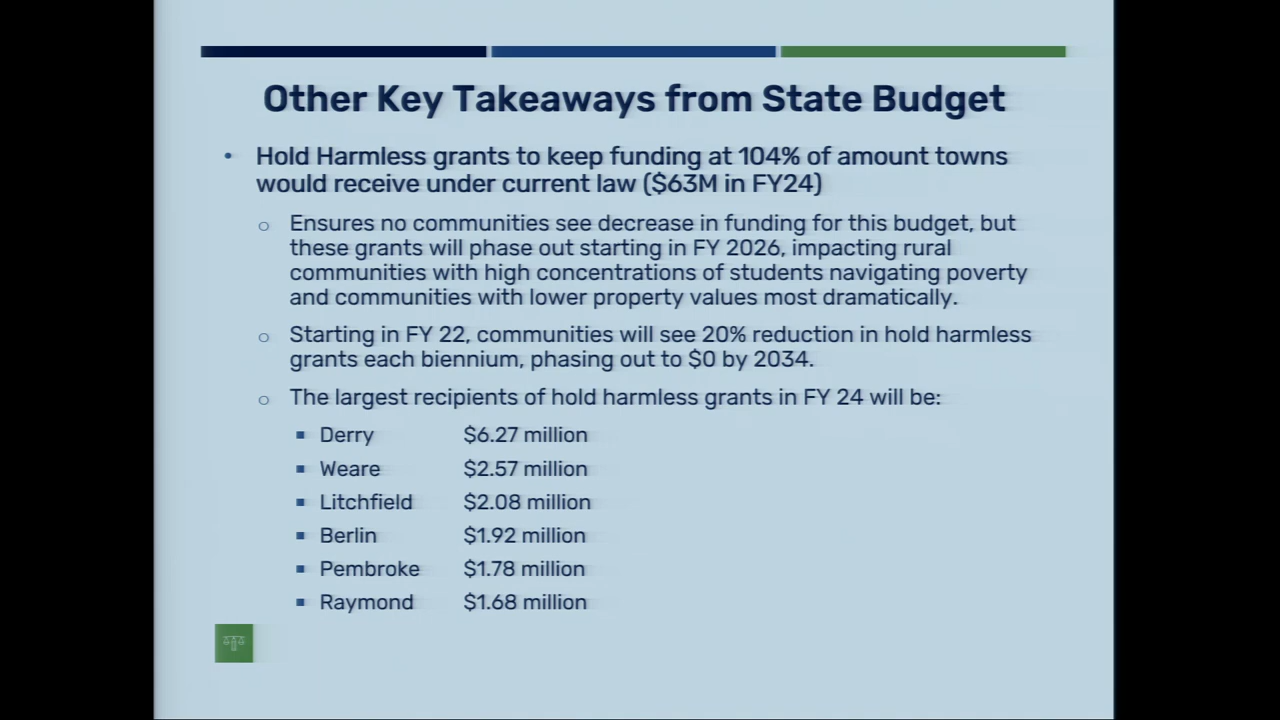 Other Key Takeaways from State Budget
• Hold Harmless grants to keep funding at 104% of amount towns
would receive under current law ($63M in FY24)
o Ensures no communities see decrease in funding for this budget, but
these grants will phase out starting in FY 2026, impacting rural
communities with high concentrations of students navigating poverty
and communities with lower property values most dramatically.
o Starting in FY 22, communities will see 20% reduction in hold harmless
grants each biennium, phasing out to $0 by 2034.
o The largest recipients of hold harmless grants in FY 24 will be:
▪ Derry $6.27 million
▪ Weare $2.57 million
▪ Litchfield $2.08 million
▪ Berlin $1.92 million
▪ Pembroke $1.78 million
▪ Raymond $1.68 million